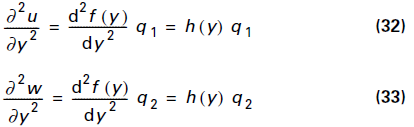 ∂²u/∂y² = d²f(y)/dy² q₁ = h(y) q₁ (32)
∂²w/∂y² = d²f(y)/dy² q₂ = h(y) q₂ (33)